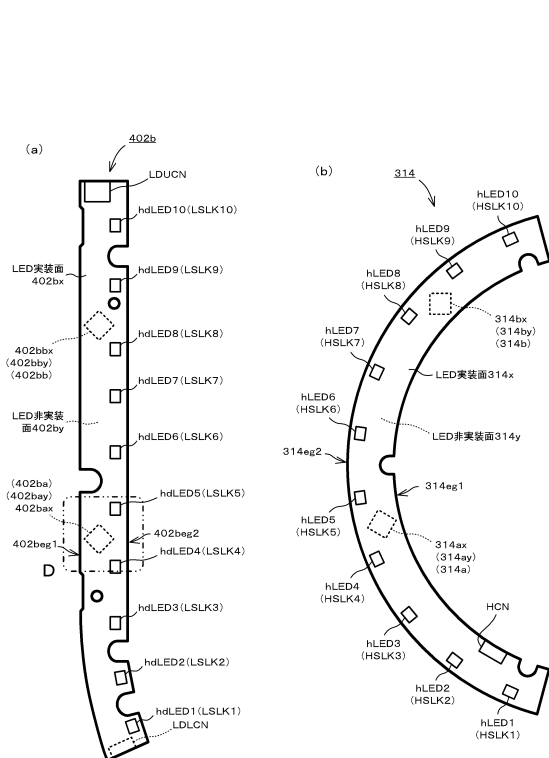 (a)
402b
LDUCN
hdLED10(LSLK10)
LED実装面
402bx
hdLED9(LSLK9)
402bbx
(402bby)
(402bb)
hdLED8(LSLK8)
hdLED7(LSLK7)
LED非実装
面402by
hdLED6(LSLK6)
(402ba)
(402bay)
402bax
hdLED5(LSLK5)
402beg1
402beg2
hdLED4(LSLK4)
D
hdLED3(LSLK3)
hdLED2(LSLK2)
hdLED1(LSLK1)
LDLCN
(b)
314
hLED10
(HSLK10)
hLED9
(HSLK9)
hLED8
(HSLK8)
314bx
(314by)
(314b)
hLED7
(HSLK7)
LED実装面314x
hLED6
(HSLK6)
LED非実装面314y
314eg2
314eg1
hLED5
(HSLK5)
314ax
(314ay)
(314a)
hLED4
(HSLK4)
HCN
hLED3
(HSLK3)
hLED2
(HSLK2)
hLED1
(HSLK1)